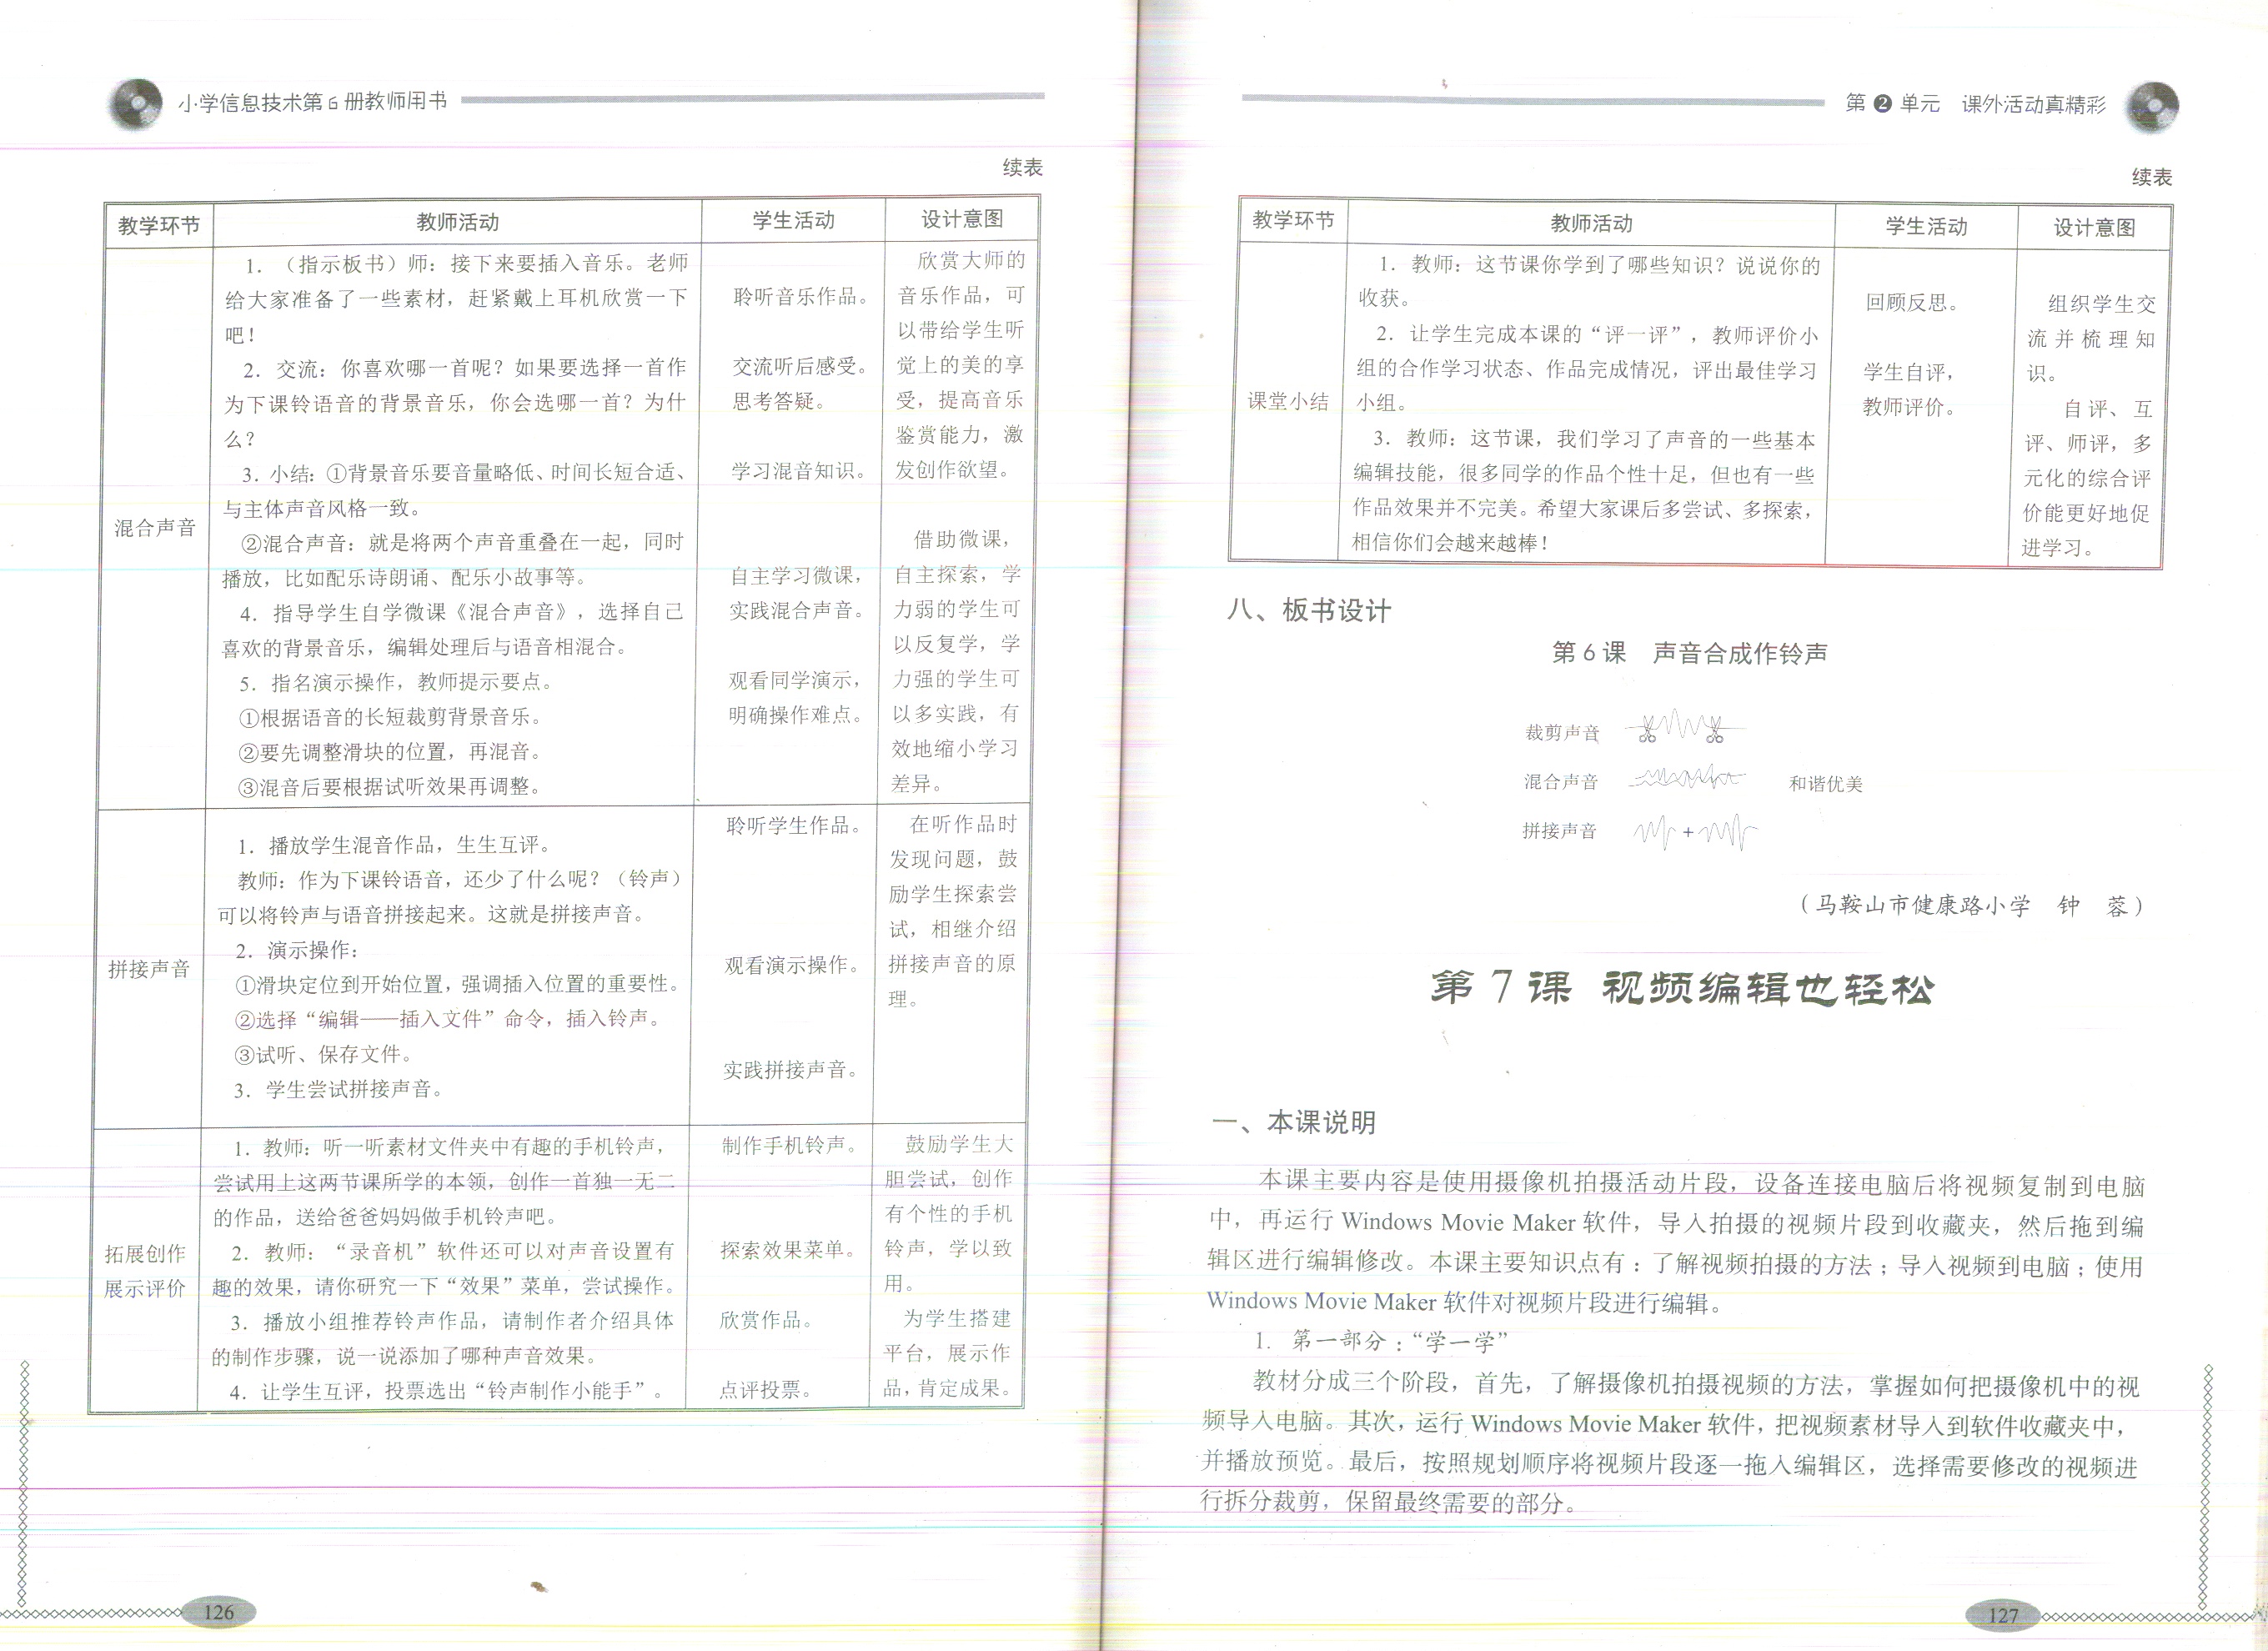 小学信息技术第6册教师用书
续表
教学环节 教师活动 学生活动 设计意图
混合声音
1. （指示板书）师：接下来要插入音乐。老师
给大家准备了一些素材，赶紧戴上耳机欣赏一下
吧！
2. 交流：你喜欢哪一首呢？如果要选择一首作
为下课铃语音的背景音乐，你会选哪一首？为什
么？
3. 小结：①背景音乐要音量略低、时间长短合适、
与主体声音风格一致。
②混合声音：就是将两个声音重叠在一起，同时
播放，比如配乐诗朗诵、配乐小故事等。
4. 指导学生自学微课《混合声音》，选择自己
喜欢的背景音乐，编辑处理后与语音相混合。
5. 指名演示操作，教师提示要点。
①根据语音的长短裁剪背景音乐。
②要先调整滑块的位置，再混音。
③混音后要根据试听效果再调整。
聆听音乐作品。
交流听后感受。
思考答疑。
学习混音知识。
自主学习微课，
实践混合声音。
观看同学演示，
明确操作难点。
欣赏大师的
音乐作品，可
以带给学生听
觉上的美的享
受，提高音乐
鉴赏能力，激
发创作欲望。
借助微课，
自主探索，学
力弱的学生可
以反复学，学
力强的学生可
以多实践，有
效地缩小学习
差异。
拼接声音
1. 播放学生混音作品，生生互评。
教师：作为下课铃语音，还少了什么呢？（铃声）
可以将铃声与语音拼接起来。这就是拼接声音。
2. 演示操作：
①滑块定位到开始位置，强调插入位置的重要性。
②选择“编辑——插入文件”命令，插入铃声。
③试听、保存文件。
3. 学生尝试拼接声音。
聆听学生作品。
观看演示操作。
实践拼接声音。
在听作品时
发现问题，鼓
励学生探索尝
试，相继介绍
拼接声音的原
理。
拓展创作
展示评价
1. 教师：听一听素材文件夹中有趣的手机铃声，
尝试用上这两节课所学的本领，创作一首独一无二
的作品，送给爸爸妈妈做手机铃声吧。
2. 教师：“录音机”软件还可以对声音设置有
趣的效果，请你研究一下“效果”菜单，尝试操作。
3. 播放小组推荐铃声作品，请制作者介绍具体
的制作步骤，说一说添加了哪种声音效果。
4. 让学生互评，投票选出“铃声制作小能手”。
制作手机铃声。
探索效果菜单。
欣赏作品。
点评投票。
鼓励学生大
胆尝试，创作
有个性的手机
铃声，学以致
用。
为学生搭建
平台，展示作
品，肯定成果。
126
第2单元 课外活动真精彩
续表
教学环节 教师活动 学生活动 设计意图
课堂小结
1. 教师：这节课你学到了哪些知识？说说你的
收获。
2. 让学生完成本课的“评一评”，教师评价小
组的合作学习状态、作品完成情况，评出最佳学习
小组。
3. 教师：这节课，我们学习了声音的一些基本
编辑技能，很多同学的作品个性十足，但也有一些
作品效果并不完美。希望大家课后多尝试、多探索，
相信你们会越来越棒！
回顾反思。
学生自评，
教师评价。
组织学生交
流并梳理知
识。
自评、互
评、师评，多
元化的综合评
价能更好地促
进学习。
八、板书设计
第6课 声音合成作铃声
裁剪声音
混合声音 和谐优美
拼接声音 +
（马鞍山市健康路小学 钟 蓉）
第7课 视频编辑也轻松
一、本课说明
本课主要内容是使用摄像机拍摄活动片段，设备连接电脑后将视频复制到电脑
中，再运行 Windows Movie Maker 软件，导入拍摄的视频片段到收藏夹，然后拖到编
辑区进行编辑修改。本课主要知识点有：了解视频拍摄的方法；导入视频到电脑；使用
Windows Movie Maker 软件对视频片段进行编辑。
1. 第一部分：“学一学”
教材分成三个阶段，首先，了解摄像机拍摄视频的方法，掌握如何把摄像机中的视
频导入电脑。其次，运行 Windows Movie Maker 软件，把视频素材导入到软件收藏夹中，
并播放预览。最后，按照规划顺序将视频片段逐一拖入编辑区，选择需要修改的视频进
行拆分裁剪，保留最终需要的部分。
127